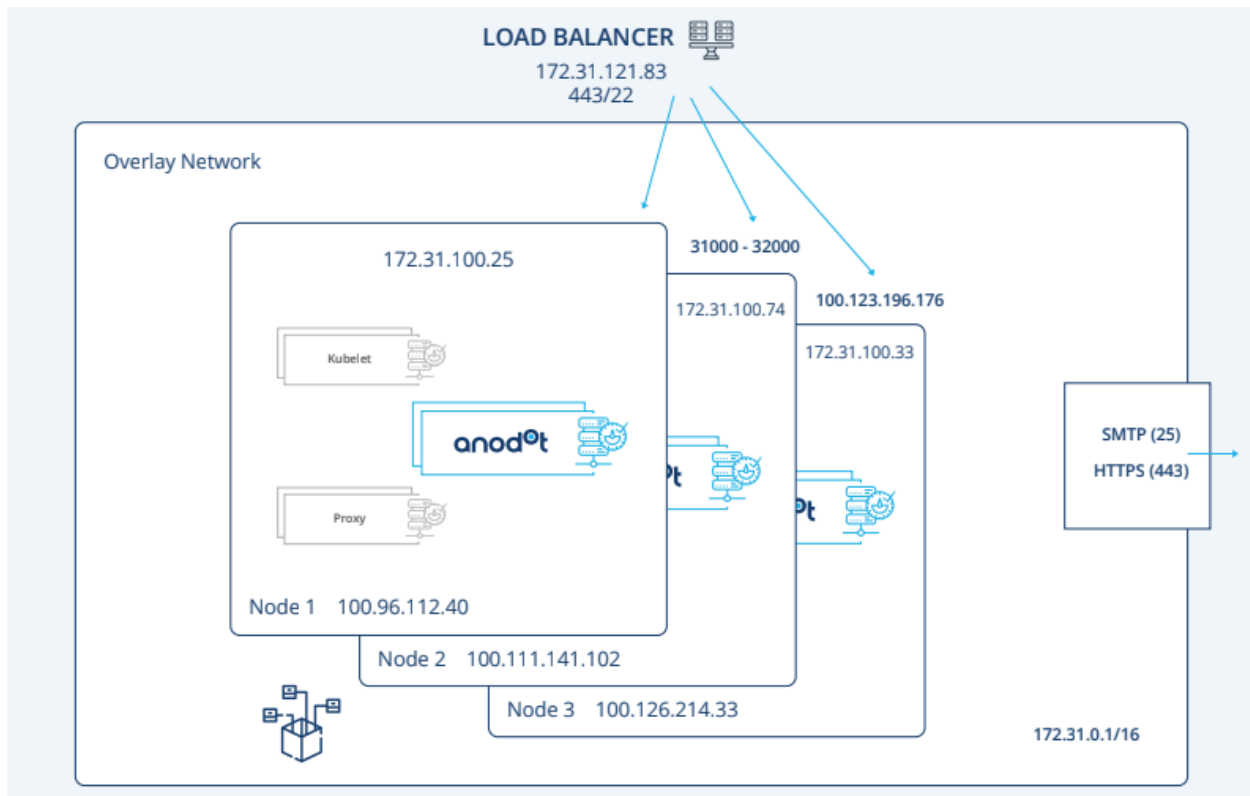 LOAD BALANCER
172.31.121.83
443/22
Overlay Network
31000 - 32000
100.123.196.176
172.31.100.25
172.31.100.74
172.31.100.33
Kubelet
anodot
Proxy
Node 1 100.96.112.40
Node 2 100.111.141.102
Node 3 100.126.214.33
SMTP (25)
HTTPS (443)
172.31.0.1/16